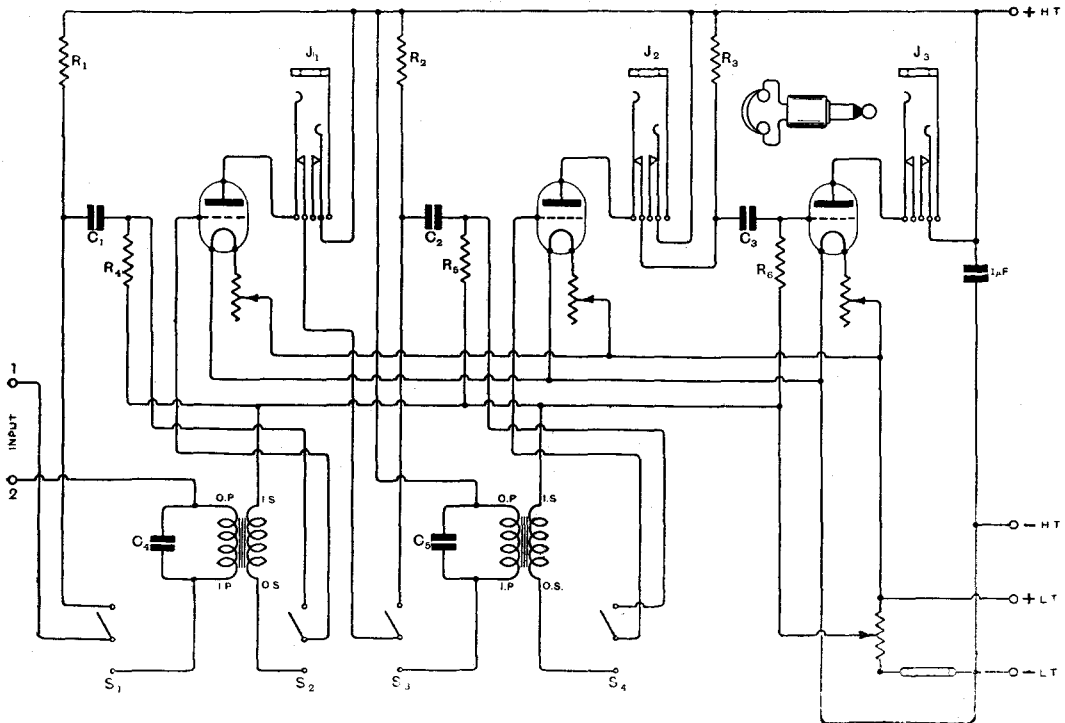 + HT
R1
J1
R2
J2
R3
J3
C1
R4
C2
R5
C3
R6
1µF
1
INPUT
2
O.P
I.S
C4
I.P
O.S
O.P
I.S
C5
I.P
O.S.
S1
S2
S3
S4
- HT
+ LT
- LT